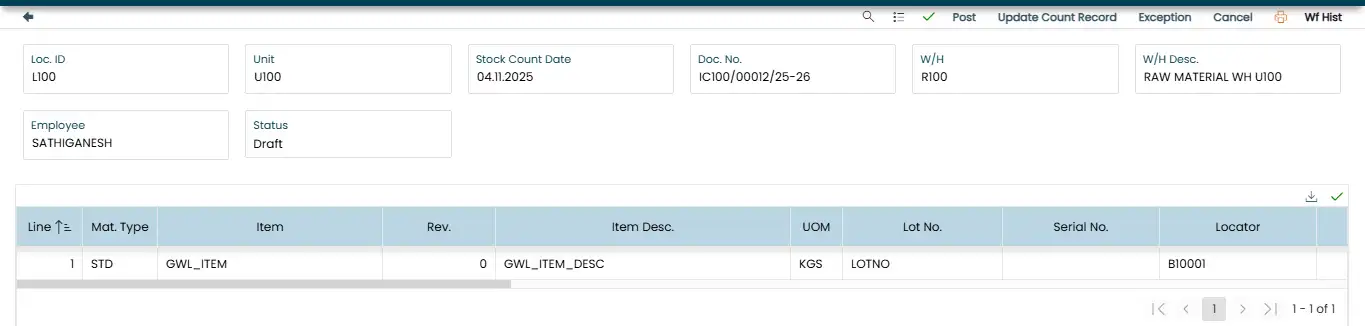 Post Update Count Record Exception Cancel Wf Hist
Loc. ID Unit Stock Count Date Doc. No. W/H W/H Desc.
L100 U100 04.11.2025 IC100/00012/25-26 R100 RAW MATERIAL WH U100
Employee Status
SATHIGANESH Draft
Line Mat. Type Item Rev. Item Desc. UOM Lot No. Serial No. Locator
1 STD GWL_ITEM 0 GWL_ITEM_DESC KGS LOTNO B10001
1 1 - 1 of 1